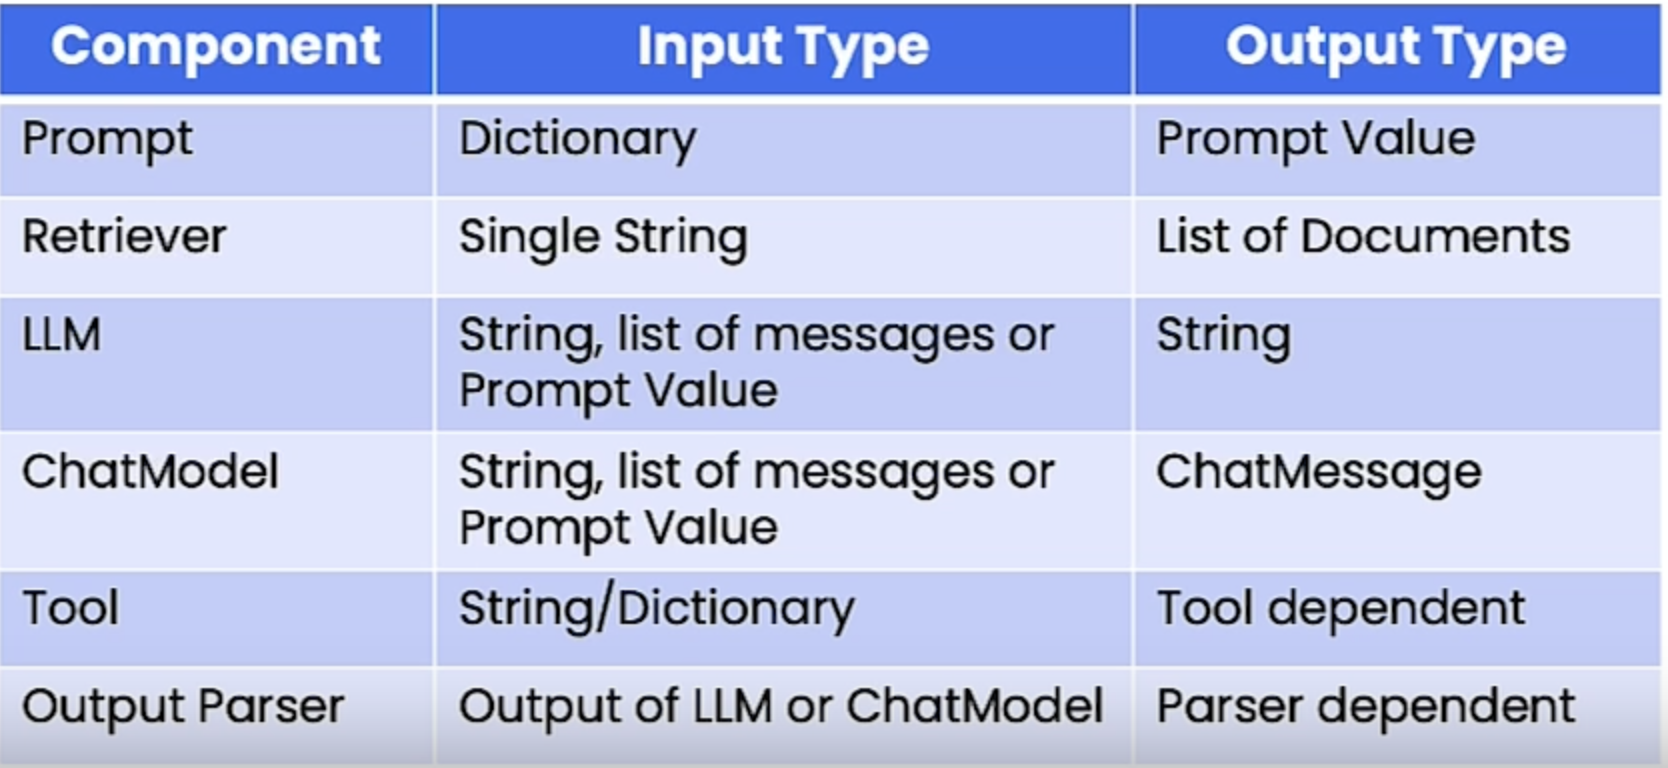 Component Input Type Output Type
Prompt Dictionary Prompt Value
Retriever Single String List of Documents
LLM String, list of messages or String
Prompt Value
ChatModel String, list of messages or ChatMessage
Prompt Value
Tool String/Dictionary Tool dependent
Output Parser Output of LLM or ChatModel Parser dependent